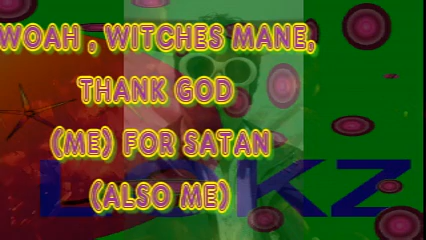 WOAH , WITCHES MANE,
THANK GOD
(ME) FOR SATAN
(ALSO ME)